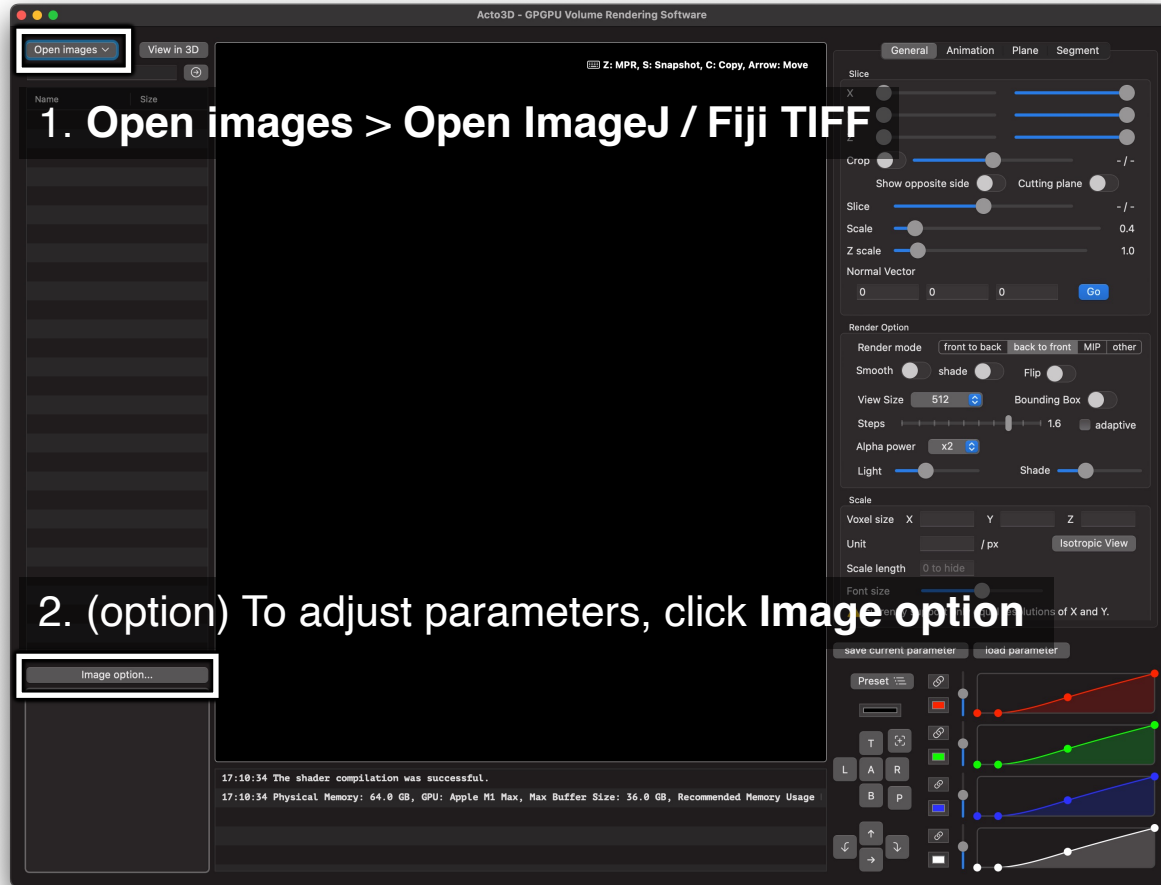 Acto3D - GPGPU Volume Rendering Software
Open images
View in 3D
Z: MPR, S: Snapshot, C: Copy, Arrow: Move
Name Size
1. Open images > Open ImageJ / Fiji TIFF
General Animation Plane Segment
Slice
X
Z
Crop - / -
Show opposite side Cutting plane
Slice - / -
Scale 0.4
Z scale 1.0
Normal Vector
0 0 0 Go
Render Option
Render mode front to back back to front MIP other
Smooth shade Flip
View Size 512 Bounding Box
Steps 1.6 adaptive
Alpha power x2
Light Shade
Scale
Voxel size X Y Z
Unit / px Isotropic View
Scale length 0 to hide
Font size
of X and Y.
2. (option) To adjust parameters, click Image option
save current parameter load parameter
Image option...
Preset
T
L A R
B P
17:10:34 The shader compilation was successful.
17:10:34 Physical Memory: 64.0 GB, GPU: Apple M1 Max, Max Buffer Size: 36.0 GB, Recommended Memory Usage